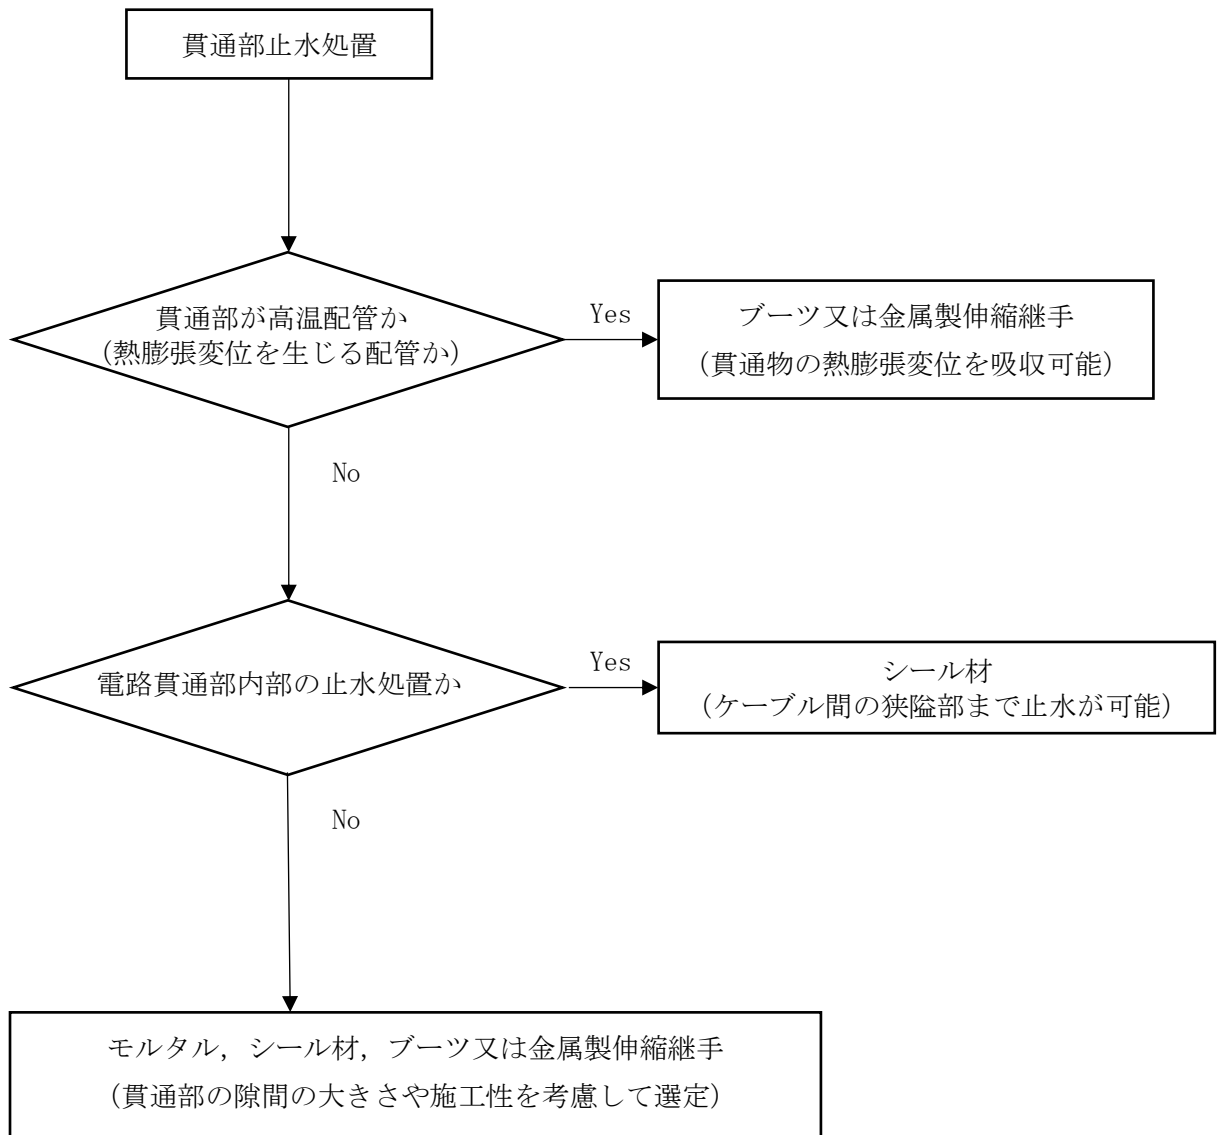 貫通部止水処置
貫通部が高温配管か
(熱膨張変位を生じる配管か)
Yes
ブーツ又は金属製伸縮継手
(貫通物の熱膨張変位を吸収可能)
No
電路貫通部内部の止水処置か
Yes
シール材
(ケーブル間の狭隘部まで止水が可能)
No
モルタル，シール材，ブーツ又は金属製伸縮継手
(貫通部の隙間の大きさや施工性を考慮して選定)